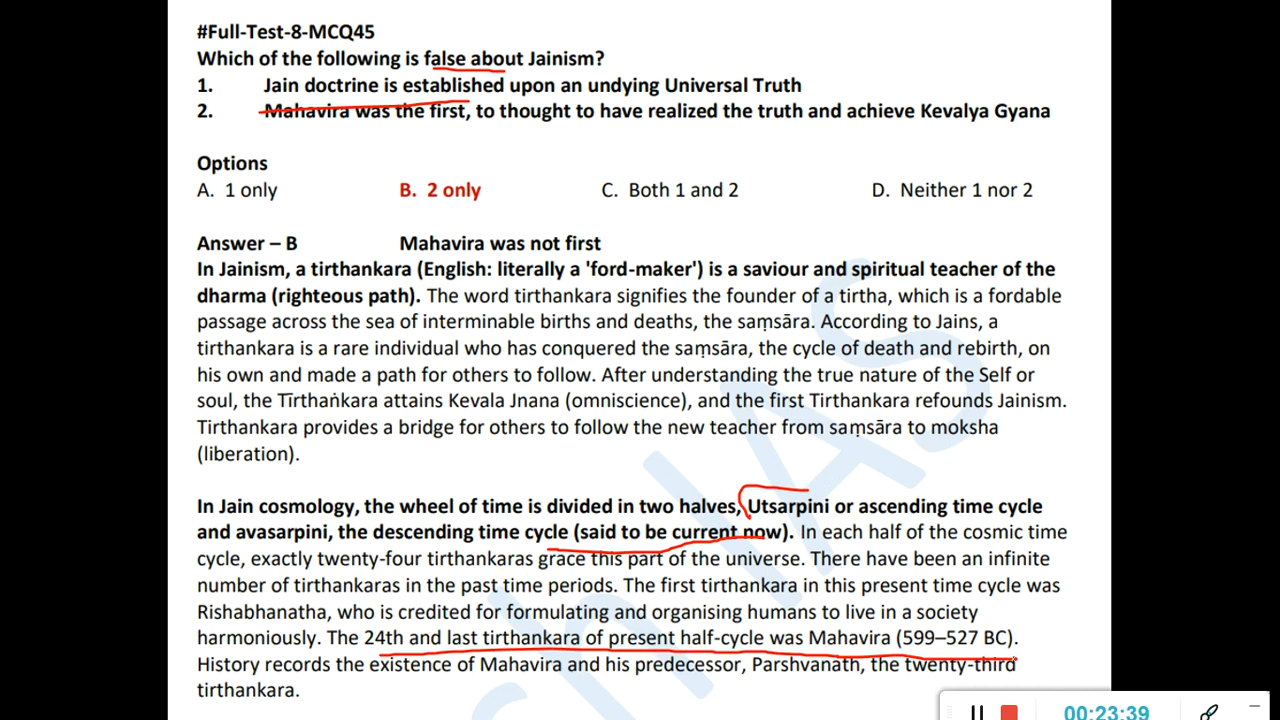 #Full-Test-8-MCQ45
Which of the following is false about Jainism?
1. Jain doctrine is established upon an undying Universal Truth
2. Mahavira was the first, to thought to have realized the truth and achieve Kevalya Gyana
Options
A. 1 only B. 2 only C. Both 1 and 2 D. Neither 1 nor 2
Answer – B Mahavira was not first
In Jainism, a tirthankara (English: literally a 'ford-maker') is a saviour and spiritual teacher of the
dharma (righteous path). The word tirthankara signifies the founder of a tirtha, which is a fordable
passage across the sea of interminable births and deaths, the saṃsāra. According to Jains, a
tirthankara is a rare individual who has conquered the saṃsāra, the cycle of death and rebirth, on
his own and made a path for others to follow. After understanding the true nature of the Self or
soul, the Tīrthaṅkara attains Kevala Jnana (omniscience), and the first Tirthankara refounds Jainism.
Tirthankara provides a bridge for others to follow the new teacher from saṃsāra to moksha
(liberation).
In Jain cosmology, the wheel of time is divided in two halves, Utsarpini or ascending time cycle
and avasarpini, the descending time cycle (said to be current now). In each half of the cosmic time
cycle, exactly twenty-four tirthankaras grace this part of the universe. There have been an infinite
number of tirthankaras in the past time periods. The first tirthankara in this present time cycle was
Rishabhanatha, who is credited for formulating and organising humans to live in a society
harmoniously. The 24th and last tirthankara of present half-cycle was Mahavira (599–527 BC).
History records the existence of Mahavira and his predecessor, Parshvanath, the twenty-third
tirthankara.
00:23:39